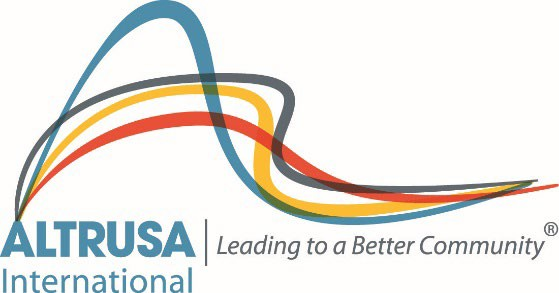 ALTRUSA
International
Leading to a Better Community®